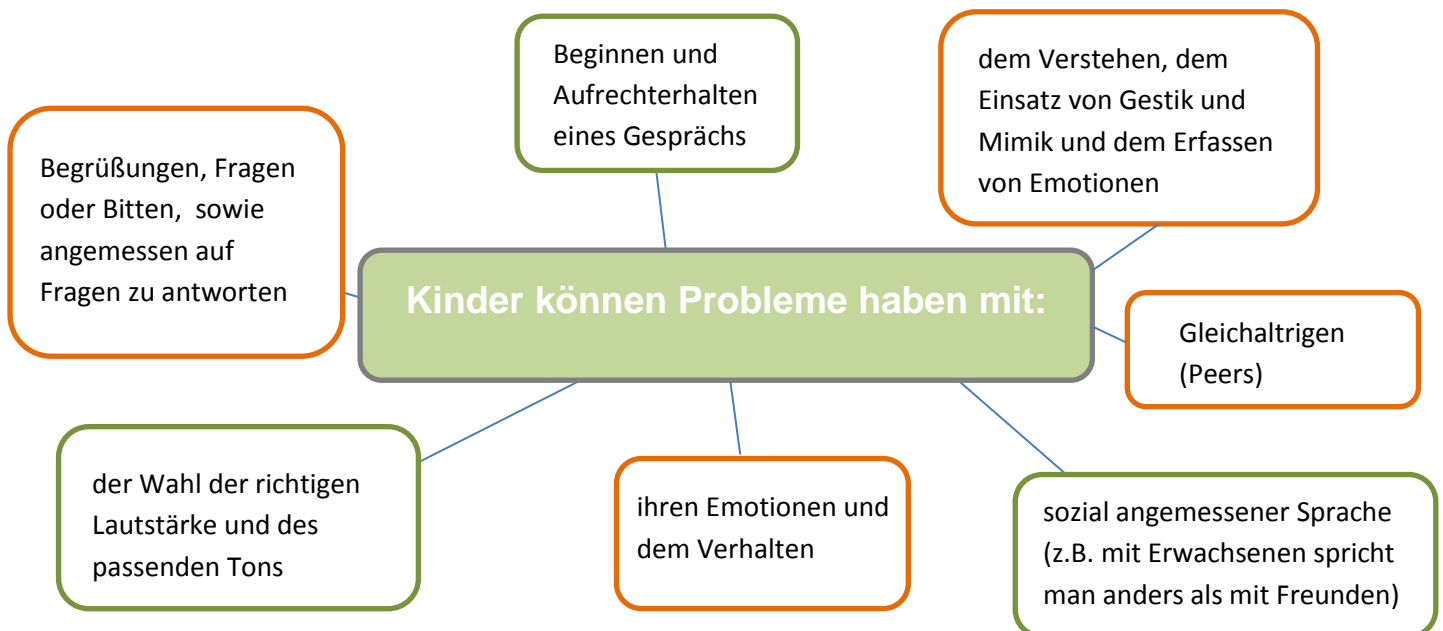 Beginnen und
Aufrechterhalten
eines Gesprächs
dem Verstehen, dem
Einsatz von Gestik und
Mimik und dem Erfassen
von Emotionen
Begrüßungen, Fragen
oder Bitten, sowie
angemessen auf
Fragen zu antworten
Kinder können Probleme haben mit:
Gleichaltrigen
(Peers)
der Wahl der richtigen
Lautstärke und des
passenden Tons
ihren Emotionen und
dem Verhalten
sozial angemessener Sprache
(z.B. mit Erwachsenen spricht
man anders als mit Freunden)